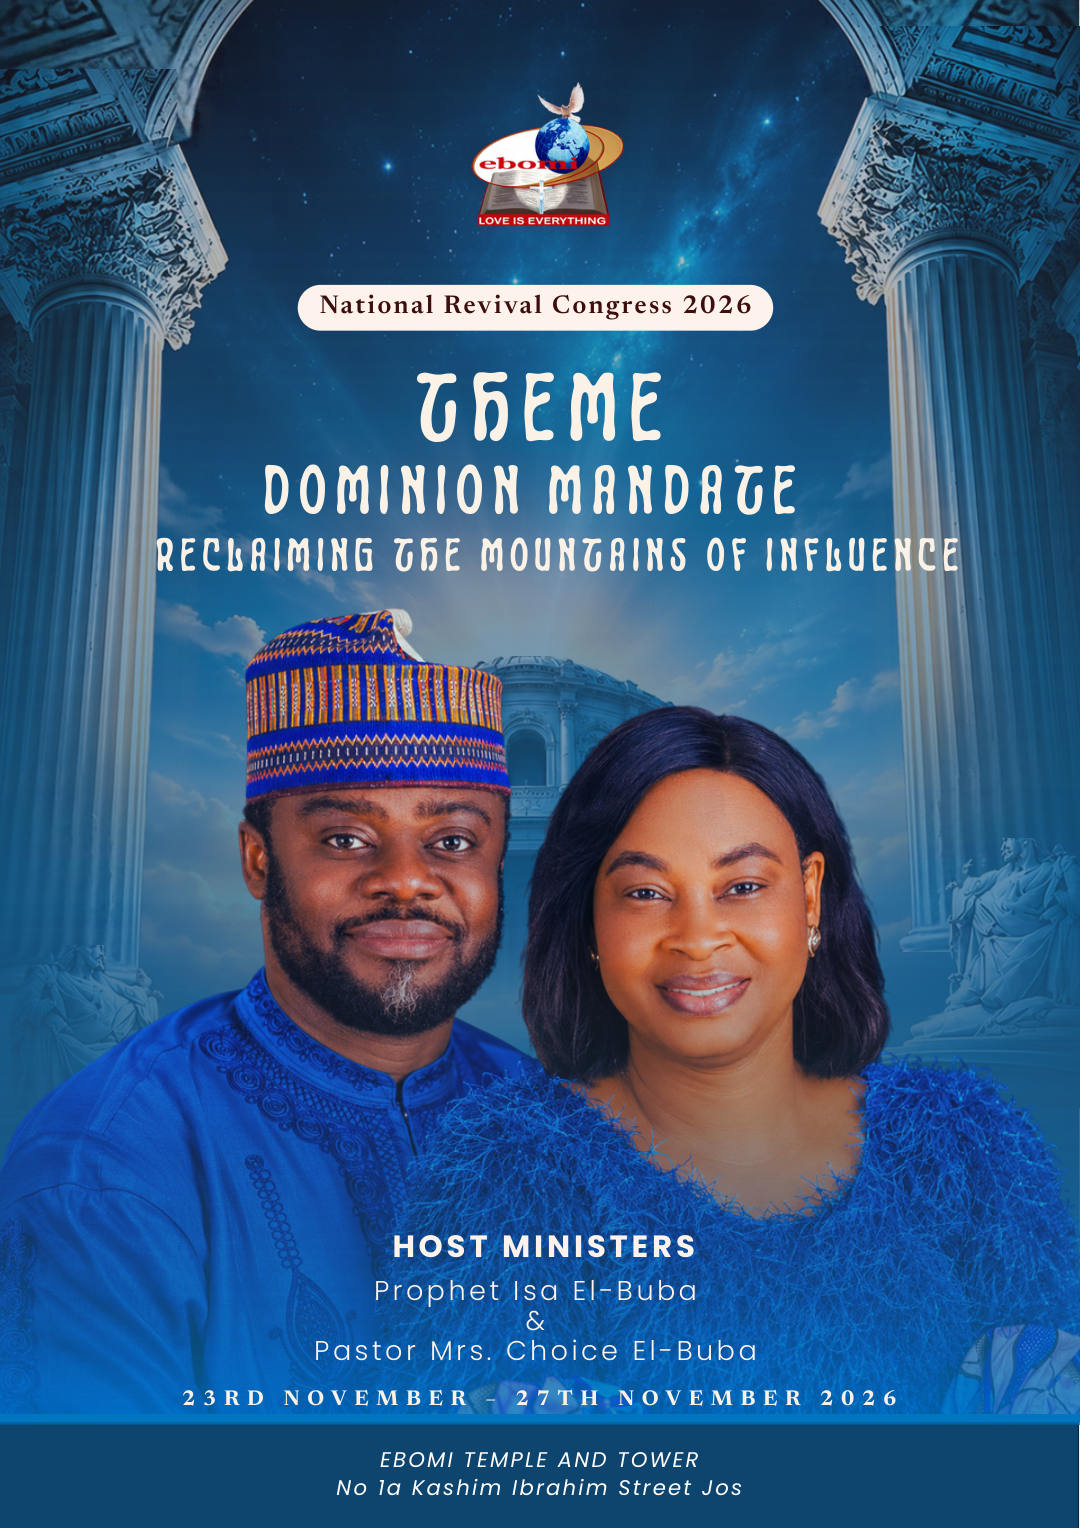 ebomi
LOVE IS EVERYTHING
National Revival Congress 2026
THEME
DOMINION MANDATE
RECLAIMING THE MOUNTAINS OF INFLUENCE
HOST MINISTERS
Prophet Isa El-Buba
&
Pastor Mrs. Choice El-Buba
23RD NOVEMBER - 27TH NOVEMBER 2026
EBOMI TEMPLE AND TOWER
No 1a Kashim Ibrahim Street Jos